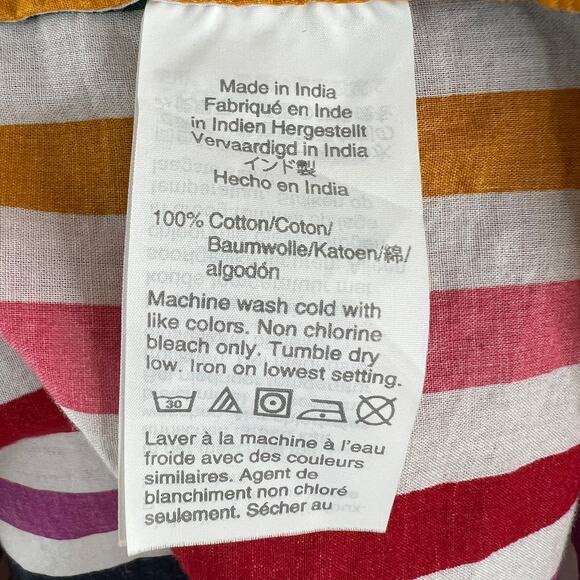 Made in India
Fabriqué en Inde
in Indien Hergestellt
Vervaardigd in India
インド製
Hecho en India
100% Cotton/Coton/
Baumwolle/Katoen/綿/
algodón
Machine wash cold with
like colors. Non chlorine
bleach only. Tumble dry
low. Iron on lowest setting.
30
Laver à la machine à l'eau
froide avec des couleurs
similaires. Agent de
blanchiment non chloré
seulement. Sécher au